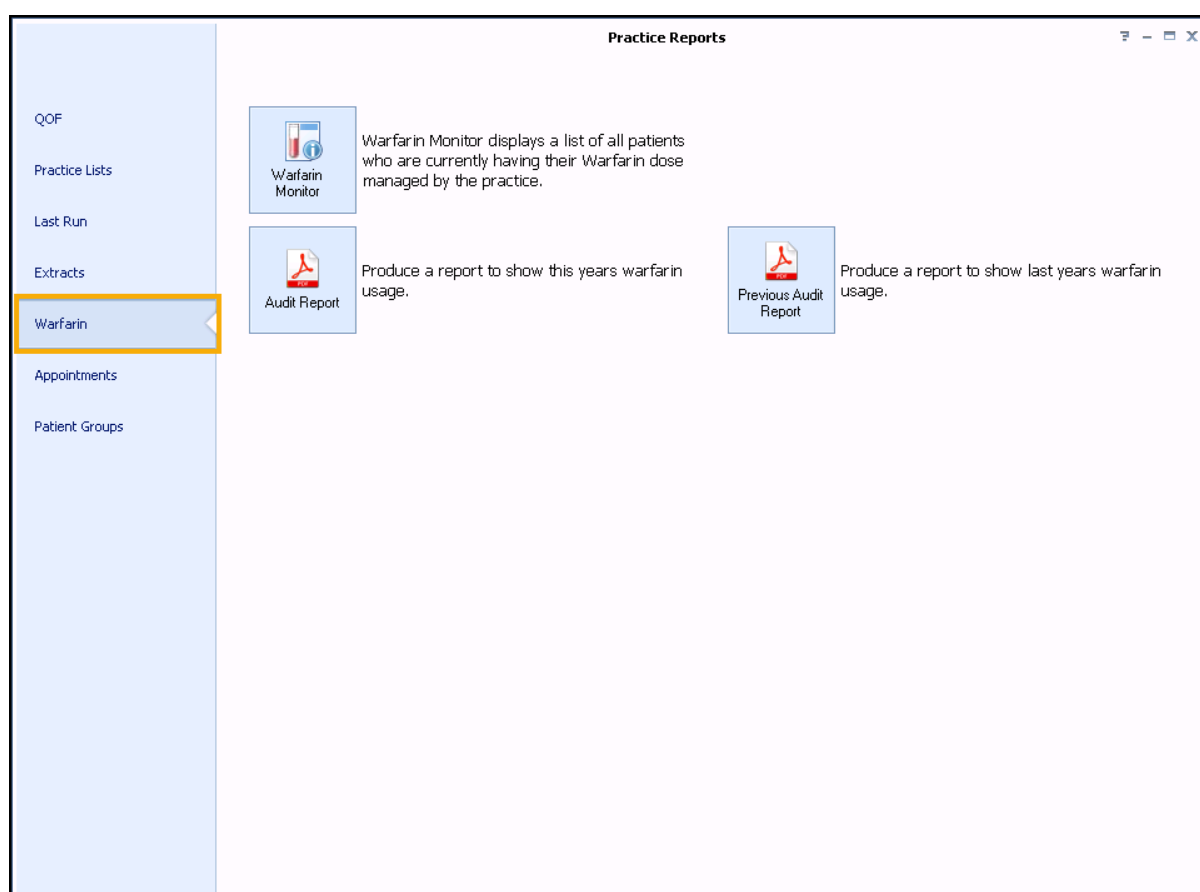 Practice Reports
QOF
Practice Lists
Last Run
Extracts
Warfarin
Appointments
Patient Groups
Warfarin
Monitor
Warfarin Monitor displays a list of all patients
who are currently having their Warfarin dose
managed by the practice.
PDF
Audit Report
Produce a report to show this years warfarin
usage.
PDF
Previous Audit
Report
Produce a report to show last years warfarin
usage.